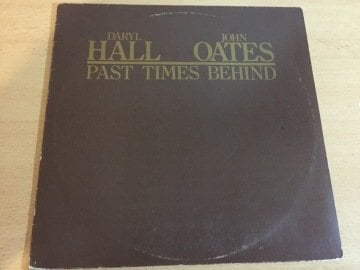 DARYL JOHN
HALL OATES
PAST TIMES BEHIND